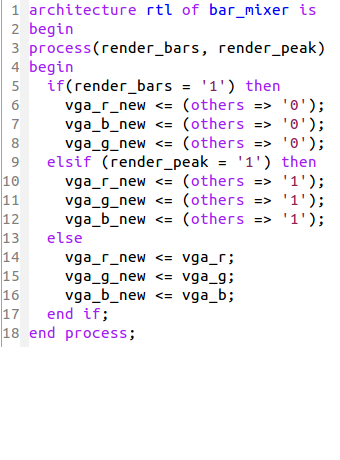 1 architecture rtl of bar_mixer is
2 begin
3 process(render_bars, render_peak)
4 begin
5   if(render_bars = '1') then
6     vga_r_new <= (others => '0');
7     vga_b_new <= (others => '0');
8     vga_g_new <= (others => '0');
9   elsif (render_peak = '1') then
10     vga_r_new <= (others => '1');
11     vga_g_new <= (others => '1');
12     vga_b_new <= (others => '1');
13   else
14     vga_r_new <= vga_r;
15     vga_g_new <= vga_g;
16     vga_b_new <= vga_b;
17   end if;
18 end process;